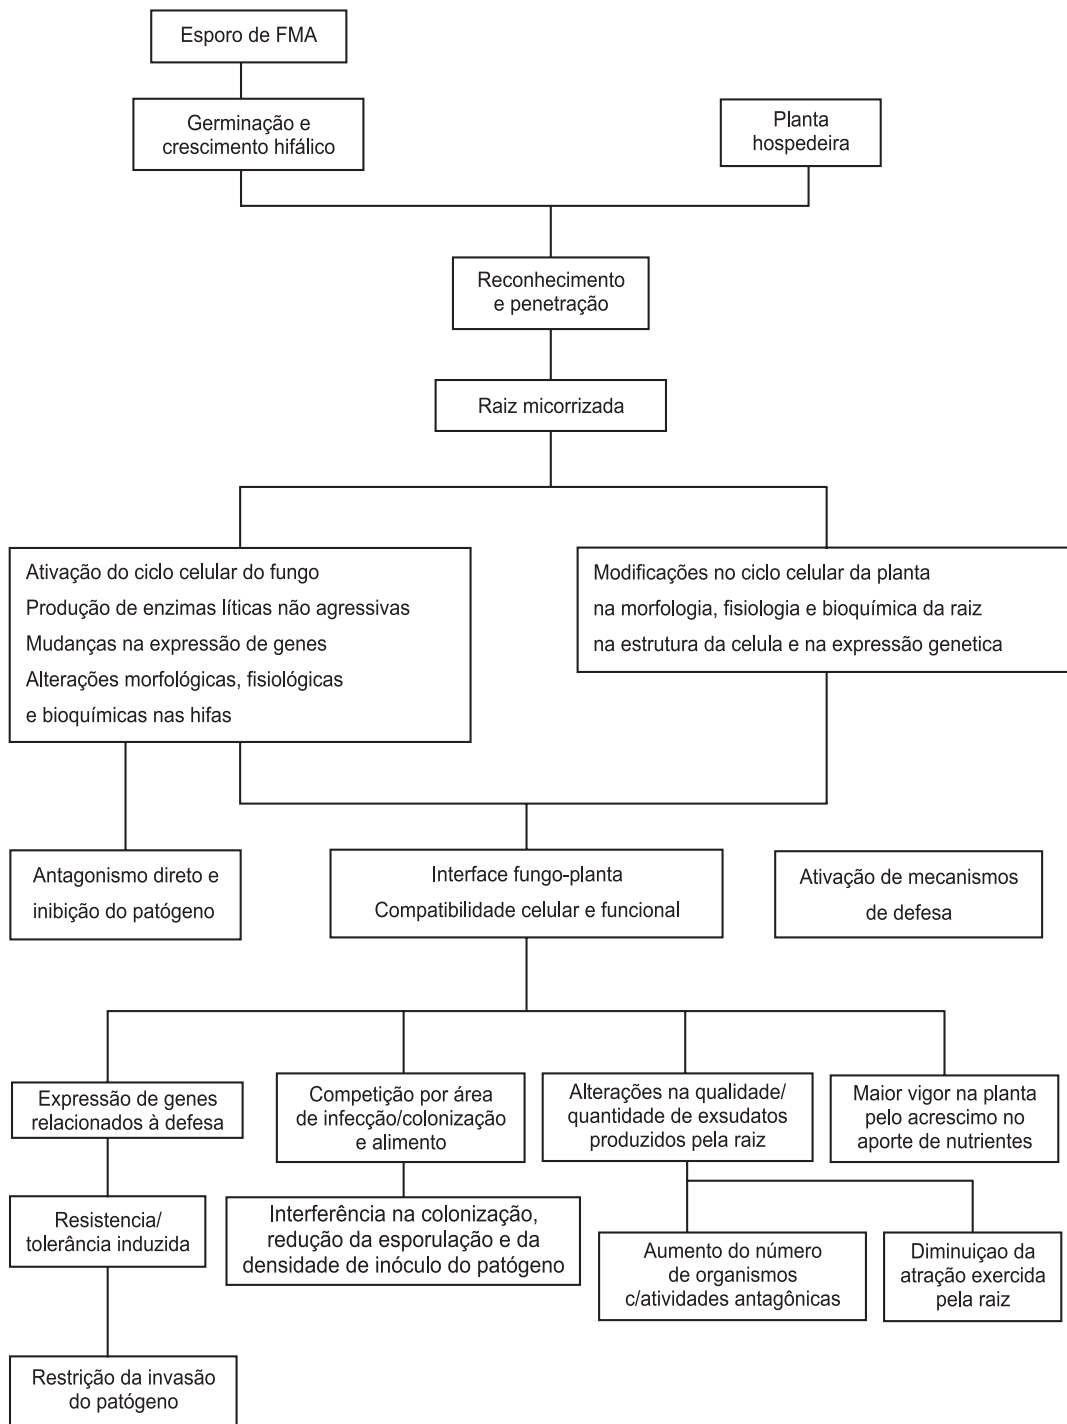 Esporo de FMA
Germinação e
crescimento hifálico
Planta
hospedeira
Reconhecimento
e penetração
Raiz micorrizada
Ativação do ciclo celular do fungo
Produção de enzimas líticas não agressivas
Mudanças na expressão de genes
Alterações morfológicas, fisiológicas
e bioquímicas nas hifas
Modificações no ciclo celular da planta
na morfologia, fisiologia e bioquímica da raiz
na estrutura da celula e na expressão genetica
Antagonismo direto e
inibição do patógeno
Interface fungo-planta
Compatibilidade celular e funcional
Ativação de mecanismos
de defesa
Expressão de genes
relacionados à defesa
Competição por área
de infecção/colonização
e alimento
Alterações na qualidade/
quantidade de exsudatos
produzidos pela raiz
Maior vigor na planta
pelo acrescimo no
aporte de nutrientes
Resistencia/
tolerância induzida
Interferência na colonização,
redução da esporulação e da
densidade de inóculo do patógeno
Aumento do número
de organismos
c/atividades antagônicas
Diminuiçao da
atração exercida
pela raiz
Restrição da invasão
do patógeno